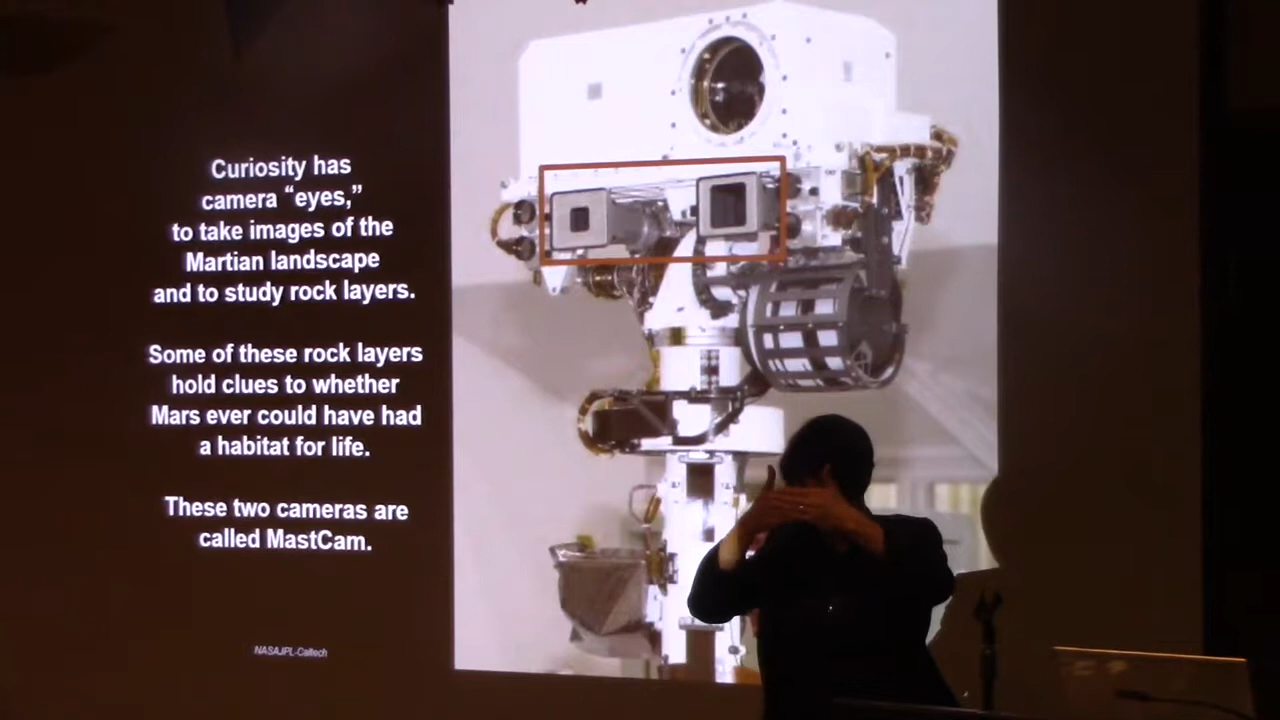 Curiosity has
camera “eyes,”
to take images of the
Martian landscape
and to study rock layers.
Some of these rock layers
hold clues to whether
Mars ever could have had
a habitat for life.
These two cameras are
called MastCam.
NASA/JPL-Caltech